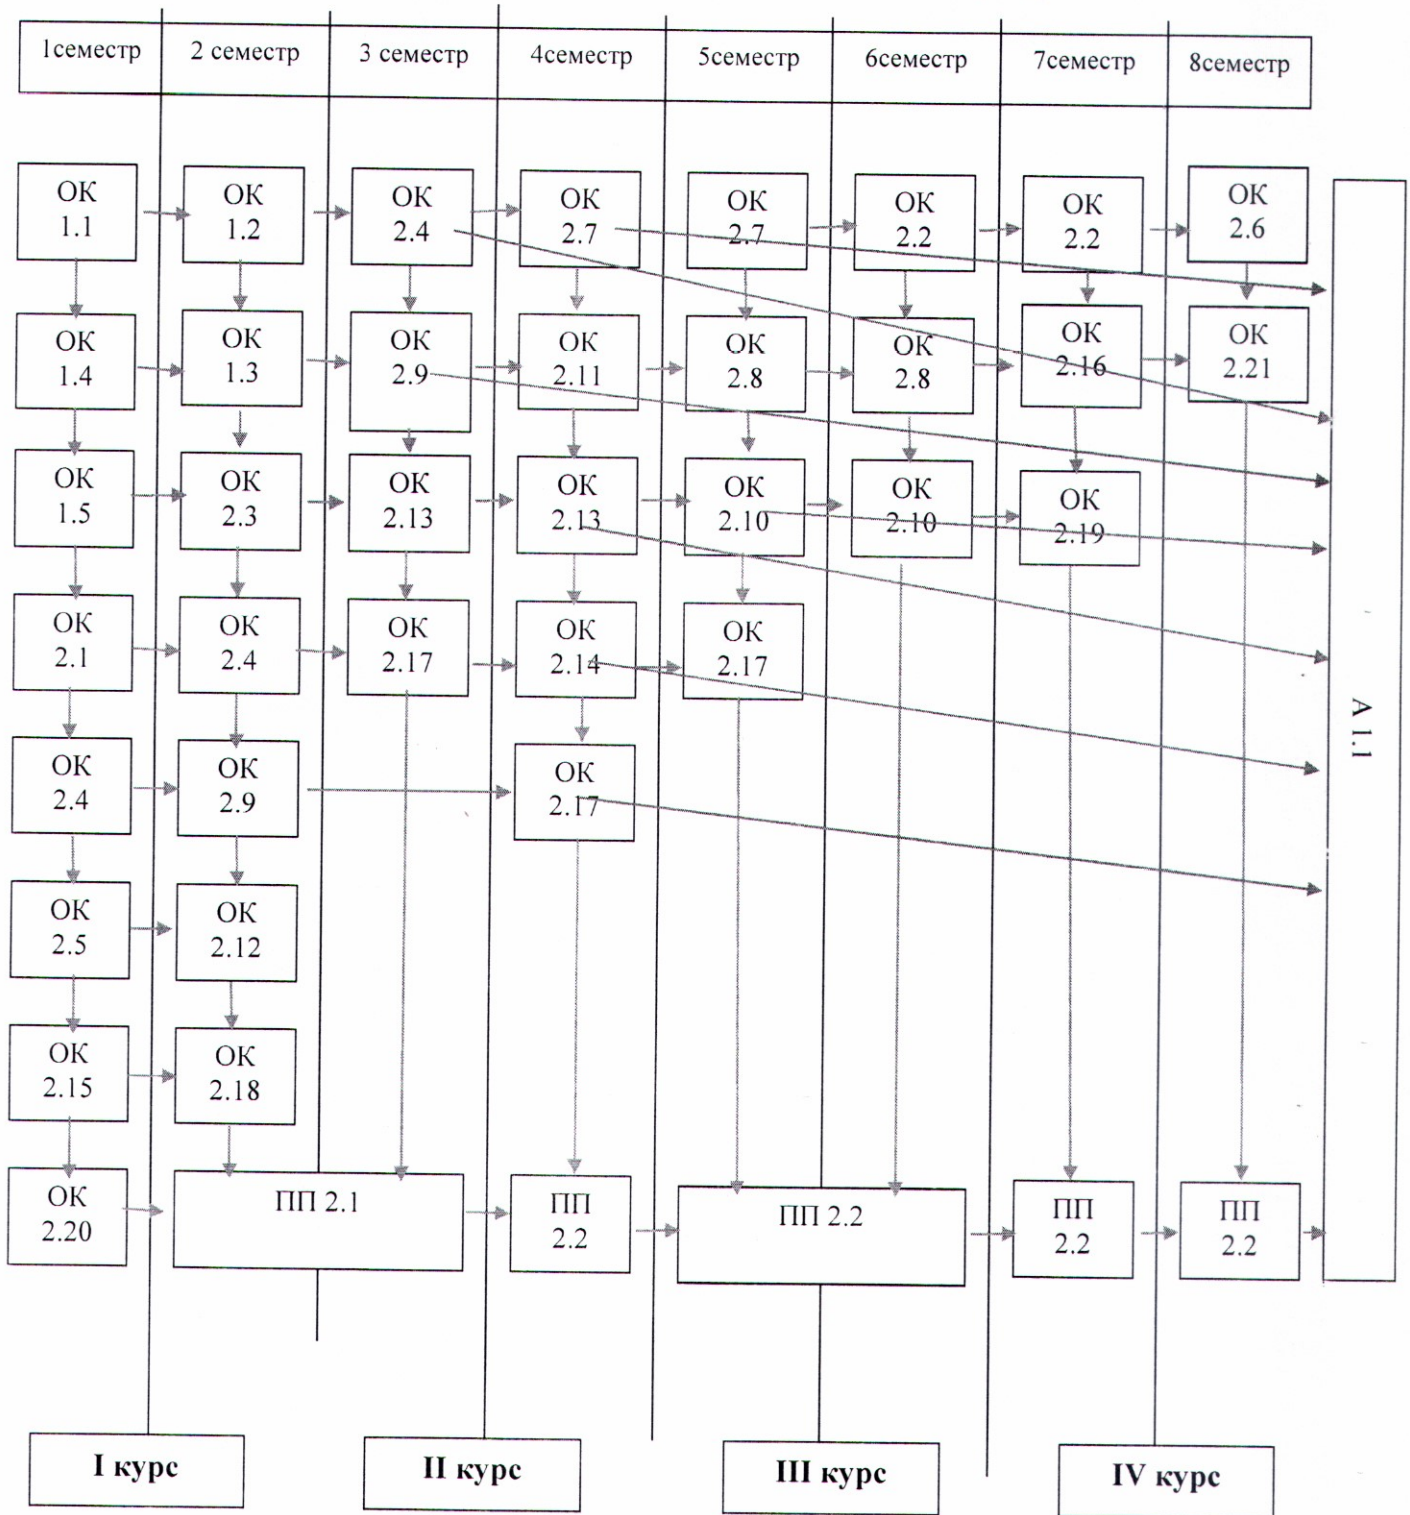 1семестр
2 семестр
3 семестр
4семестр
5семестр
6семестр
7семестр
8семестр
ОК
1.1
ОК
1.2
ОК
2.4
ОК
2.7
ОК
2.7
ОК
2.2
ОК
2.2
ОК
2.6
ОК
1.4
ОК
1.3
ОК
2.9
ОК
2.11
ОК
2.8
ОК
2.8
ОК
2.16
ОК
2.21
ОК
1.5
ОК
2.3
ОК
2.13
ОК
2.13
ОК
2.10
ОК
2.10
ОК
2.19
ОК
2.1
ОК
2.4
ОК
2.17
ОК
2.14
ОК
2.17
ОК
2.4
ОК
2.9
ОК
2.17
ОК
2.5
ОК
2.12
ОК
2.15
ОК
2.18
ОК
2.20
ПП 2.1
ПП
2.2
ПП 2.2
ПП
2.2
ПП
2.2
А 1.1
I курс
II курс
III курс
IV курс